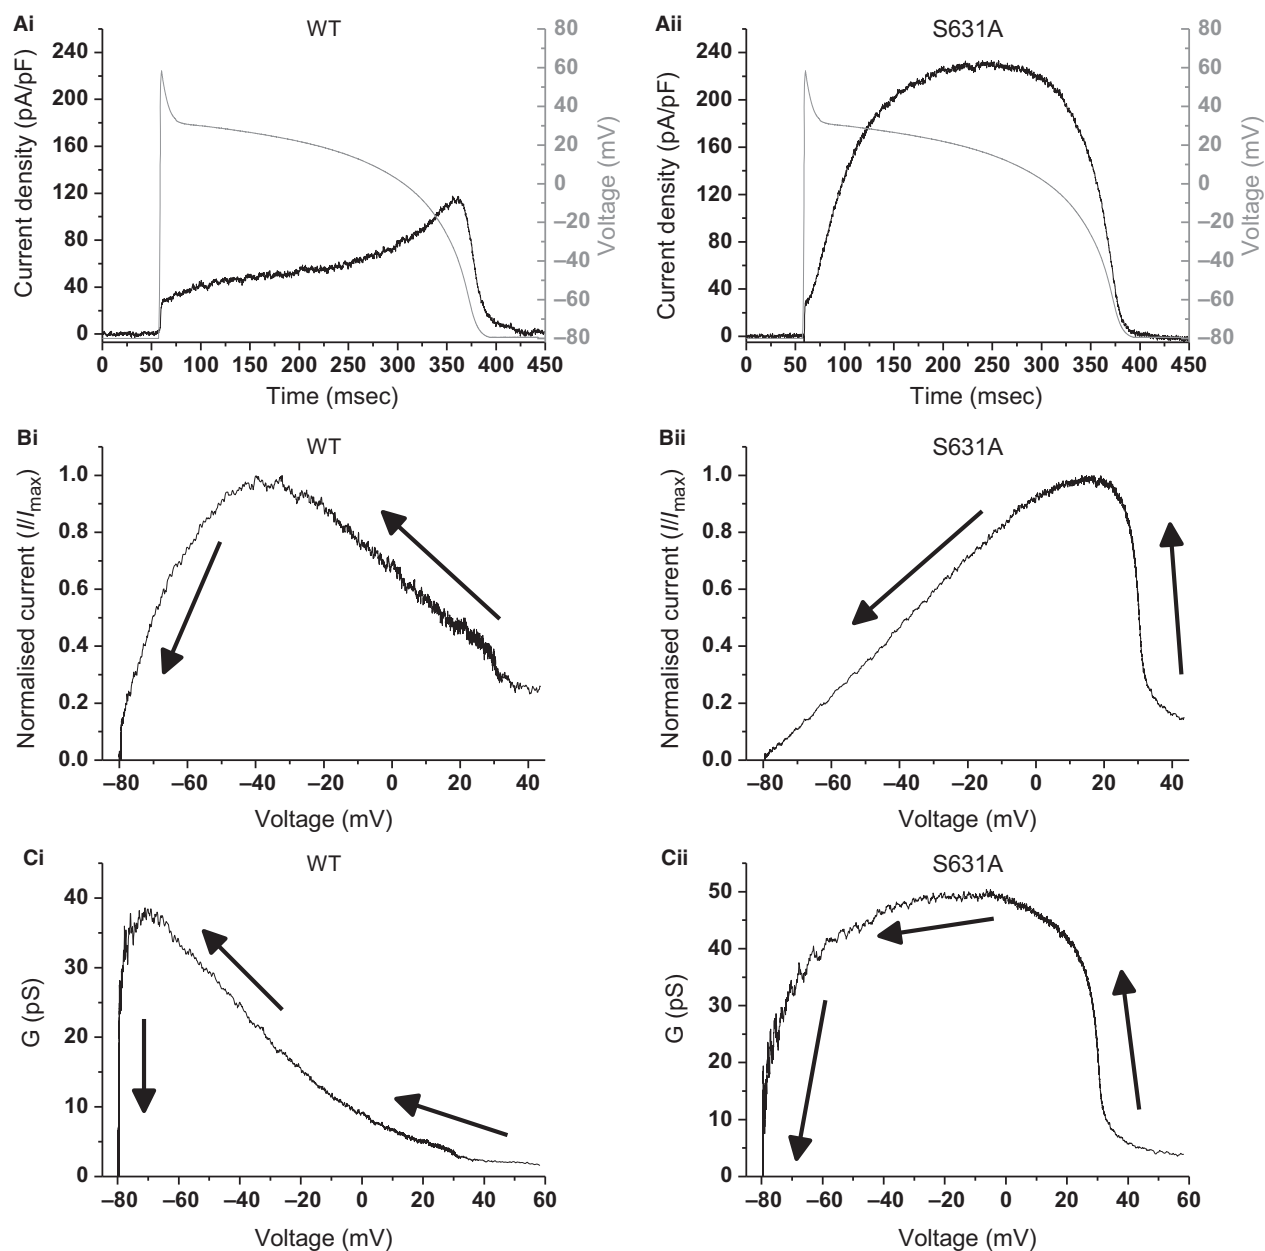 Ai
WT
Current density (pA/pF)
240
200
160
120
80
40
0
80
60
40
20
0
–20
–40
–60
–80
Voltage (mV)
0 50 100 150 200 250 300 350 400 450
Time (msec)
Aii
S631A
Current density (pA/pF)
240
200
160
120
80
40
0
80
60
40
20
0
–20
–40
–60
–80
Voltage (mV)
0 50 100 150 200 250 300 350 400 450
Time (msec)
Bi
WT
Normalised current (I/Imax)
1.0
0.8
0.6
0.4
0.2
0.0
–80 –60 –40 –20 0 20 40
Voltage (mV)
Bii
S631A
Normalised current (I/Imax)
1.0
0.8
0.6
0.4
0.2
0.0
–80 –60 –40 –20 0 20 40
Voltage (mV)
Ci
WT
G (pS)
40
30
20
10
0
–80 –60 –40 –20 0 20 40 60
Voltage (mV)
Cii
S631A
G (pS)
50
40
30
20
10
0
–80 –60 –40 –20 0 20 40 60
Voltage (mV)